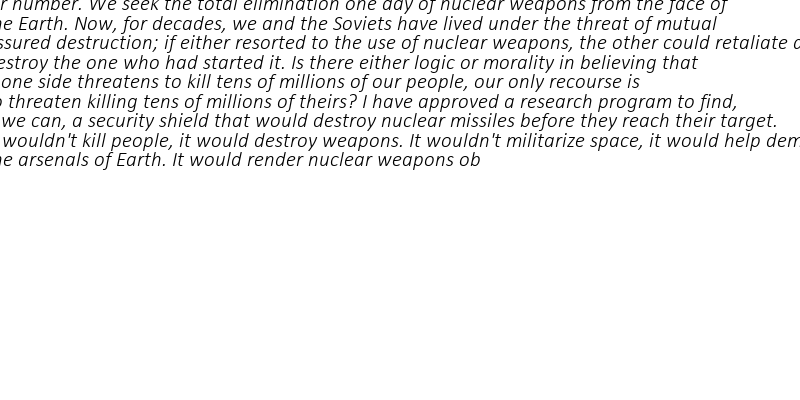 r number. We seek the total elimination one day of nuclear weapons from the face of
he Earth. Now, for decades, we and the Soviets have lived under the threat of mutual
ssured destruction; if either resorted to the use of nuclear weapons, the other could retaliate a
estroy the one who had started it. Is there either logic or morality in believing that
one side threatens to kill tens of millions of our people, our only recourse is
o threaten killing tens of millions of theirs? I have approved a research program to find,
we can, a security shield that would destroy nuclear missiles before they reach their target.
wouldn't kill people, it would destroy weapons. It wouldn't militarize space, it would help dem
he arsenals of Earth. It would render nuclear weapons ob